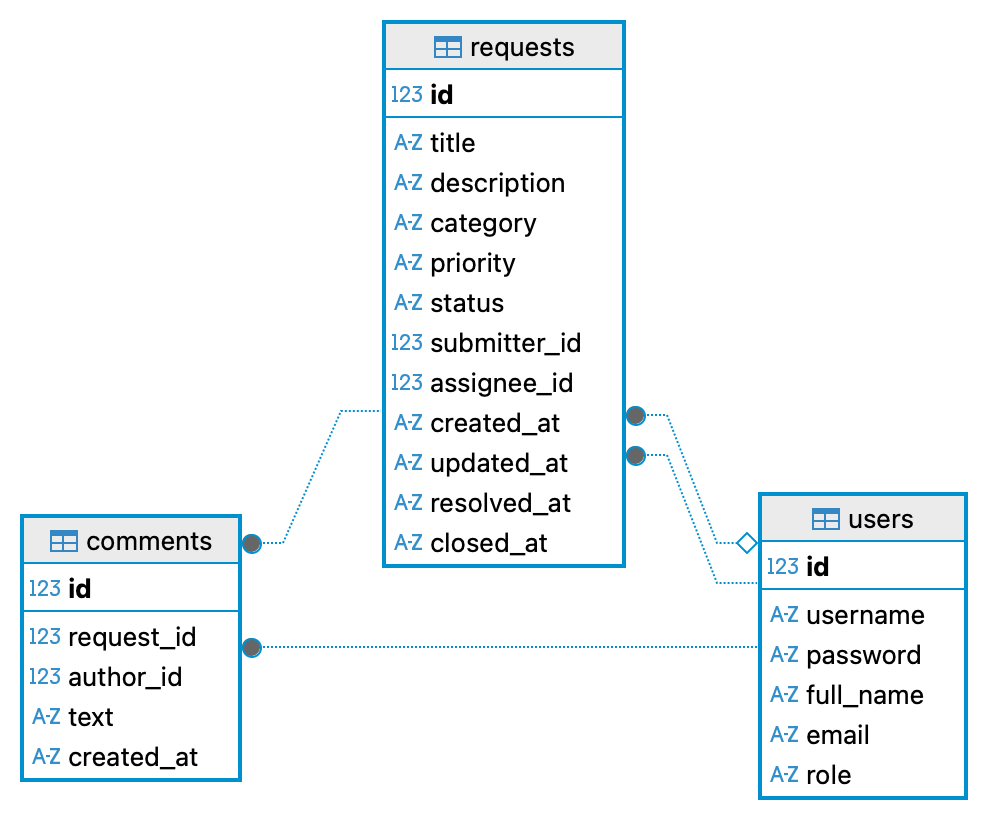 requests
123 id
A-Z title
A-Z description
A-Z category
A-Z priority
A-Z status
123 submitter_id
123 assignee_id
A-Z created_at
A-Z updated_at
A-Z resolved_at
A-Z closed_at
comments
123 id
123 request_id
123 author_id
A-Z text
A-Z created_at
users
123 id
A-Z username
A-Z password
A-Z full_name
A-Z email
A-Z role